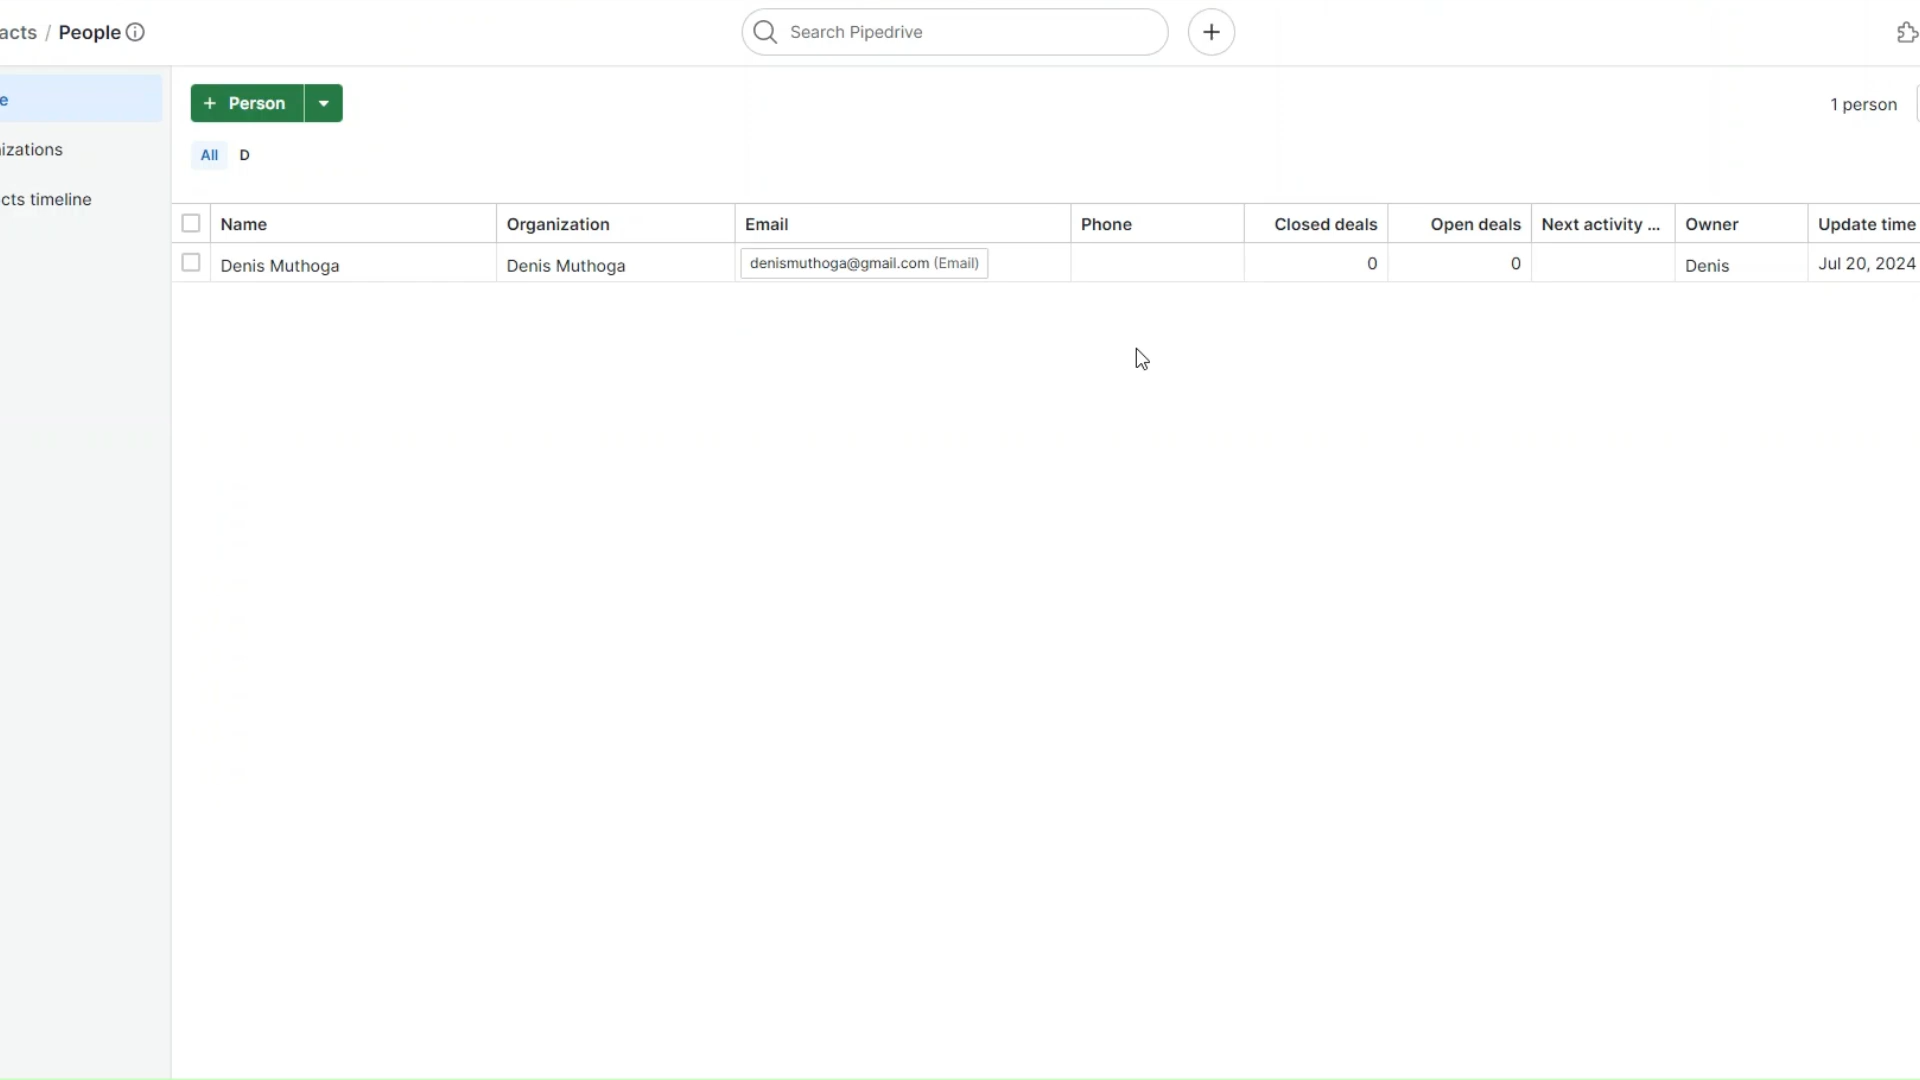 acts / People
Search Pipedrive
+ Person
1 person
e
izations
cts timeline
All D
Name Organization Email Phone Closed deals Open deals Next activity ... Owner Update time
Denis Muthoga Denis Muthoga denismuthoga@gmail.com (Email) 0 0 Denis Jul 20, 2024